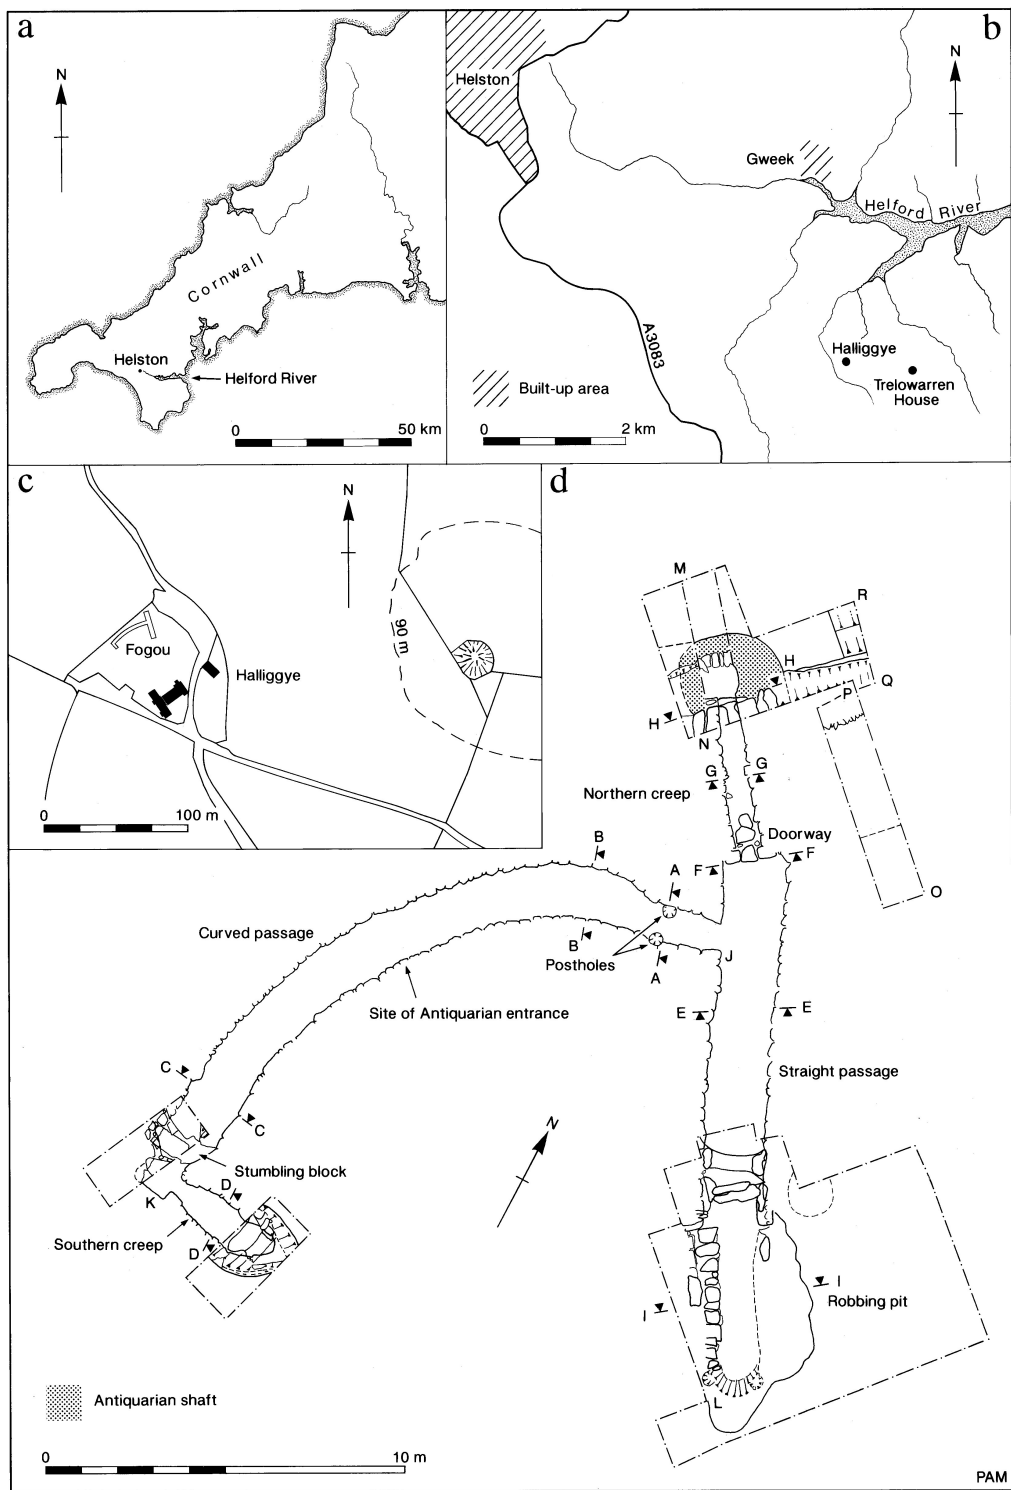 a
N
Cornwall
Helston
Helford River
0 50 km
b
N
Helston
Gweek
Helford River
A3083
Halliggye
Trelowarren
House
Built-up area
0 2 km
c
N
Fogou
Halliggye
90 m
0 100 m
d
M
R
H
Q
P
H
N
G G
Northern creep
Doorway
B
F
A
F
O
Curved passage
B
Postholes
J
A
Site of Antiquarian entrance
E E
C
Straight passage
C
N
Stumbling block
D
K
Southern creep
D
I
Robbing pit
I
L
Antiquarian shaft
0 10 m
PAM